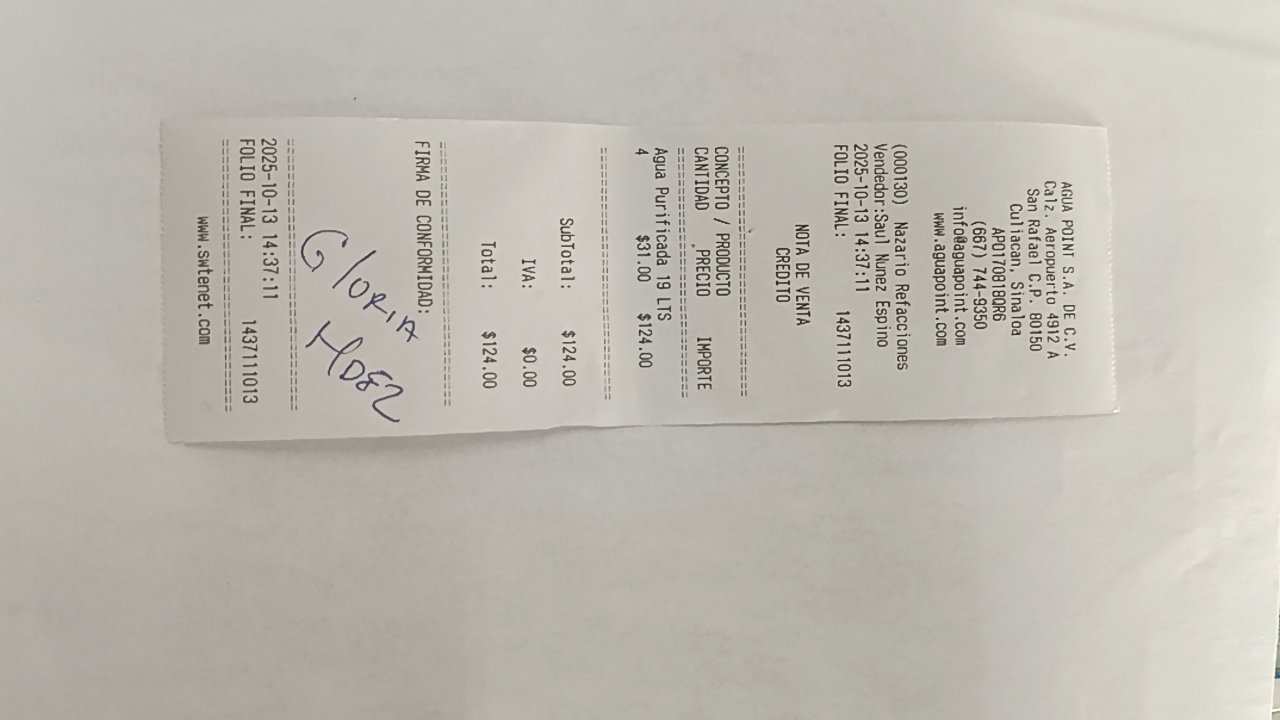 AGUA POINT S.A. DE C.V.
Calz. Aeropuerto 4912 A
San Rafael C.P. 80150
Culiacan, Sinaloa
APO170818QR6
(667) 744-9350
info@aguapoint.com
www.aguapoint.com
(000130) Nazario Refacciones
Vendedor:Saul Nunez Espino
2025-10-13 14:37:11
FOLIO FINAL: 1437111013
NOTA DE VENTA
CREDITO
================================
CONCEPTO / PRODUCTO
CANTIDAD PRECIO IMPORTE
================================
Agua Purificada 19 LTS
4 $31.00 $124.00
================================
SubTotal: $124.00
IVA: $0.00
Total: $124.00
================================
FIRMA DE CONFORMIDAD:
GlORIA
HDEZ
================================
2025-10-13 14:37:11
FOLIO FINAL: 1437111013
================================
www.swtenet.com